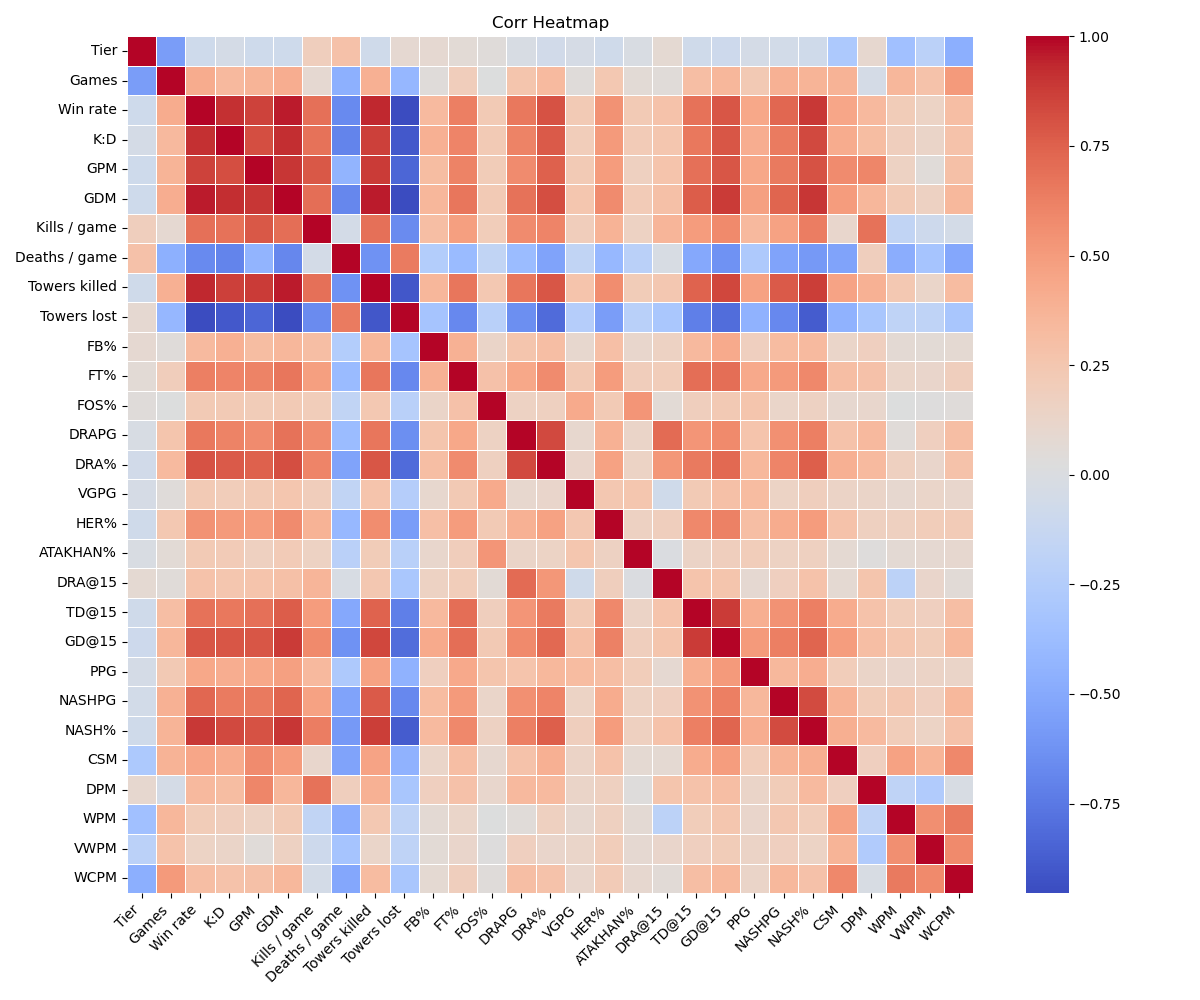 Corr Heatmap
Tier
Games
Win rate
K:D
GPM
GDM
Kills / game
Deaths / game
Towers killed
Towers lost
FB%
FT%
FOS%
DRAPG
DRA%
VGPG
HER%
ATAKHAN%
DRA@15
TD@15
GD@15
PPG
NASHPG
NASH%
CSM
DPM
WPM
VWPM
WCPM
Tier
Games
Win rate
K:D
GPM
GDM
Kills / game
Deaths / game
Towers killed
Towers lost
FB%
FT%
FOS%
DRAPG
DRA%
VGPG
HER%
ATAKHAN%
DRA@15
TD@15
GD@15
PPG
NASHPG
NASH%
CSM
DPM
WPM
VWPM
WCPM
1.00
0.75
0.50
0.25
0.00
−0.25
−0.50
−0.75